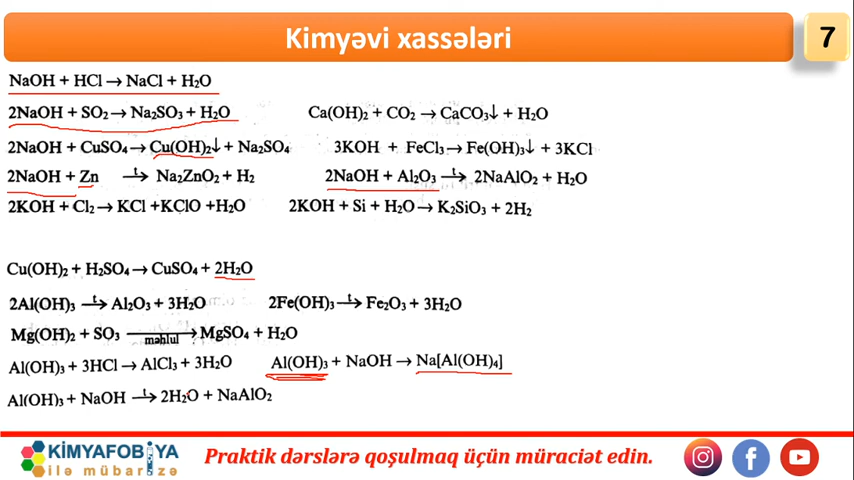 Kimyəvi xassələri
7
NaOH + HCl → NaCl + H₂O
2NaOH + SO₂ → Na₂SO₃ + H₂O
Ca(OH)₂ + CO₂ → CaCO₃↓ + H₂O
2NaOH + CuSO₄ → Cu(OH)₂↓ + Na₂SO₄
3KOH + FeCl₃ → Fe(OH)₃↓ + 3KCl
2NaOH + Zn —t→ Na₂ZnO₂ + H₂
2NaOH + Al₂O₃ —t→ 2NaAlO₂ + H₂O
2KOH + Cl₂ → KCl +KClO +H₂O
2KOH + Si + H₂O → K₂SiO₃ + 2H₂
Cu(OH)₂ + H₂SO₄ → CuSO₄ + 2H₂O
2Al(OH)₃ —t→ Al₂O₃ + 3H₂O
2Fe(OH)₃ —t→ Fe₂O₃ + 3H₂O
Mg(OH)₂ + SO₃ —məhlul→ MgSO₄ + H₂O
Al(OH)₃ + 3HCl → AlCl₃ + 3H₂O
Al(OH)₃ + NaOH → Na[Al(OH)₄]
Al(OH)₃ + NaOH —t→ 2H₂O + NaAlO₂
KİMYAFOBİYA
ilə mübarizə
Praktik dərslərə qoşulmaq üçün müraciət edin.